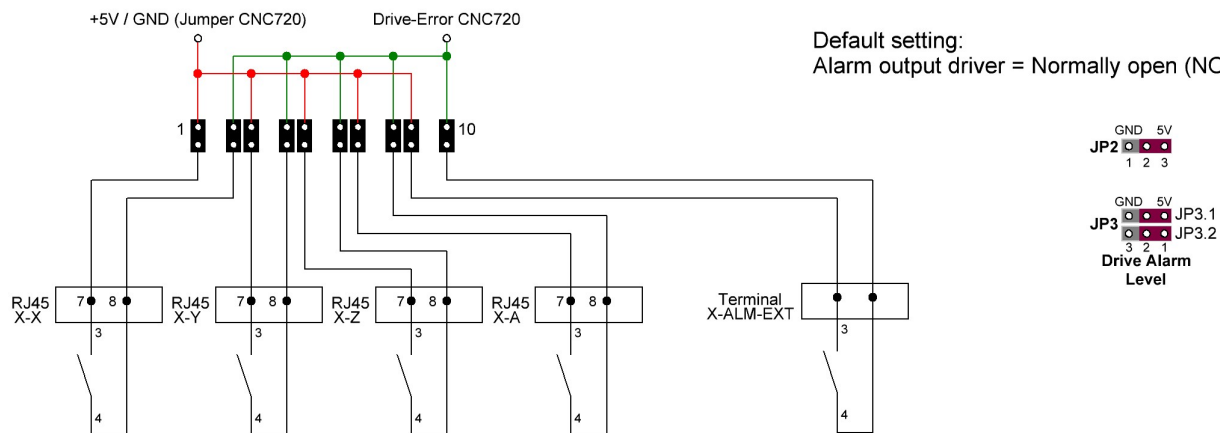 +5V / GND (Jumper CNC720)
Drive-Error CNC720
Default setting:
Alarm output driver = Normally open (NO
1
10
GND 5V
JP2
1 2 3
GND 5V
JP3
JP3.1
JP3.2
3 2 1
Drive Alarm
Level
RJ45
X-X
7 8
3
4
RJ45
X-Y
7 8
3
4
RJ45
X-Z
7 8
3
4
RJ45
X-A
7 8
3
4
Terminal
X-ALM-EXT
3
4